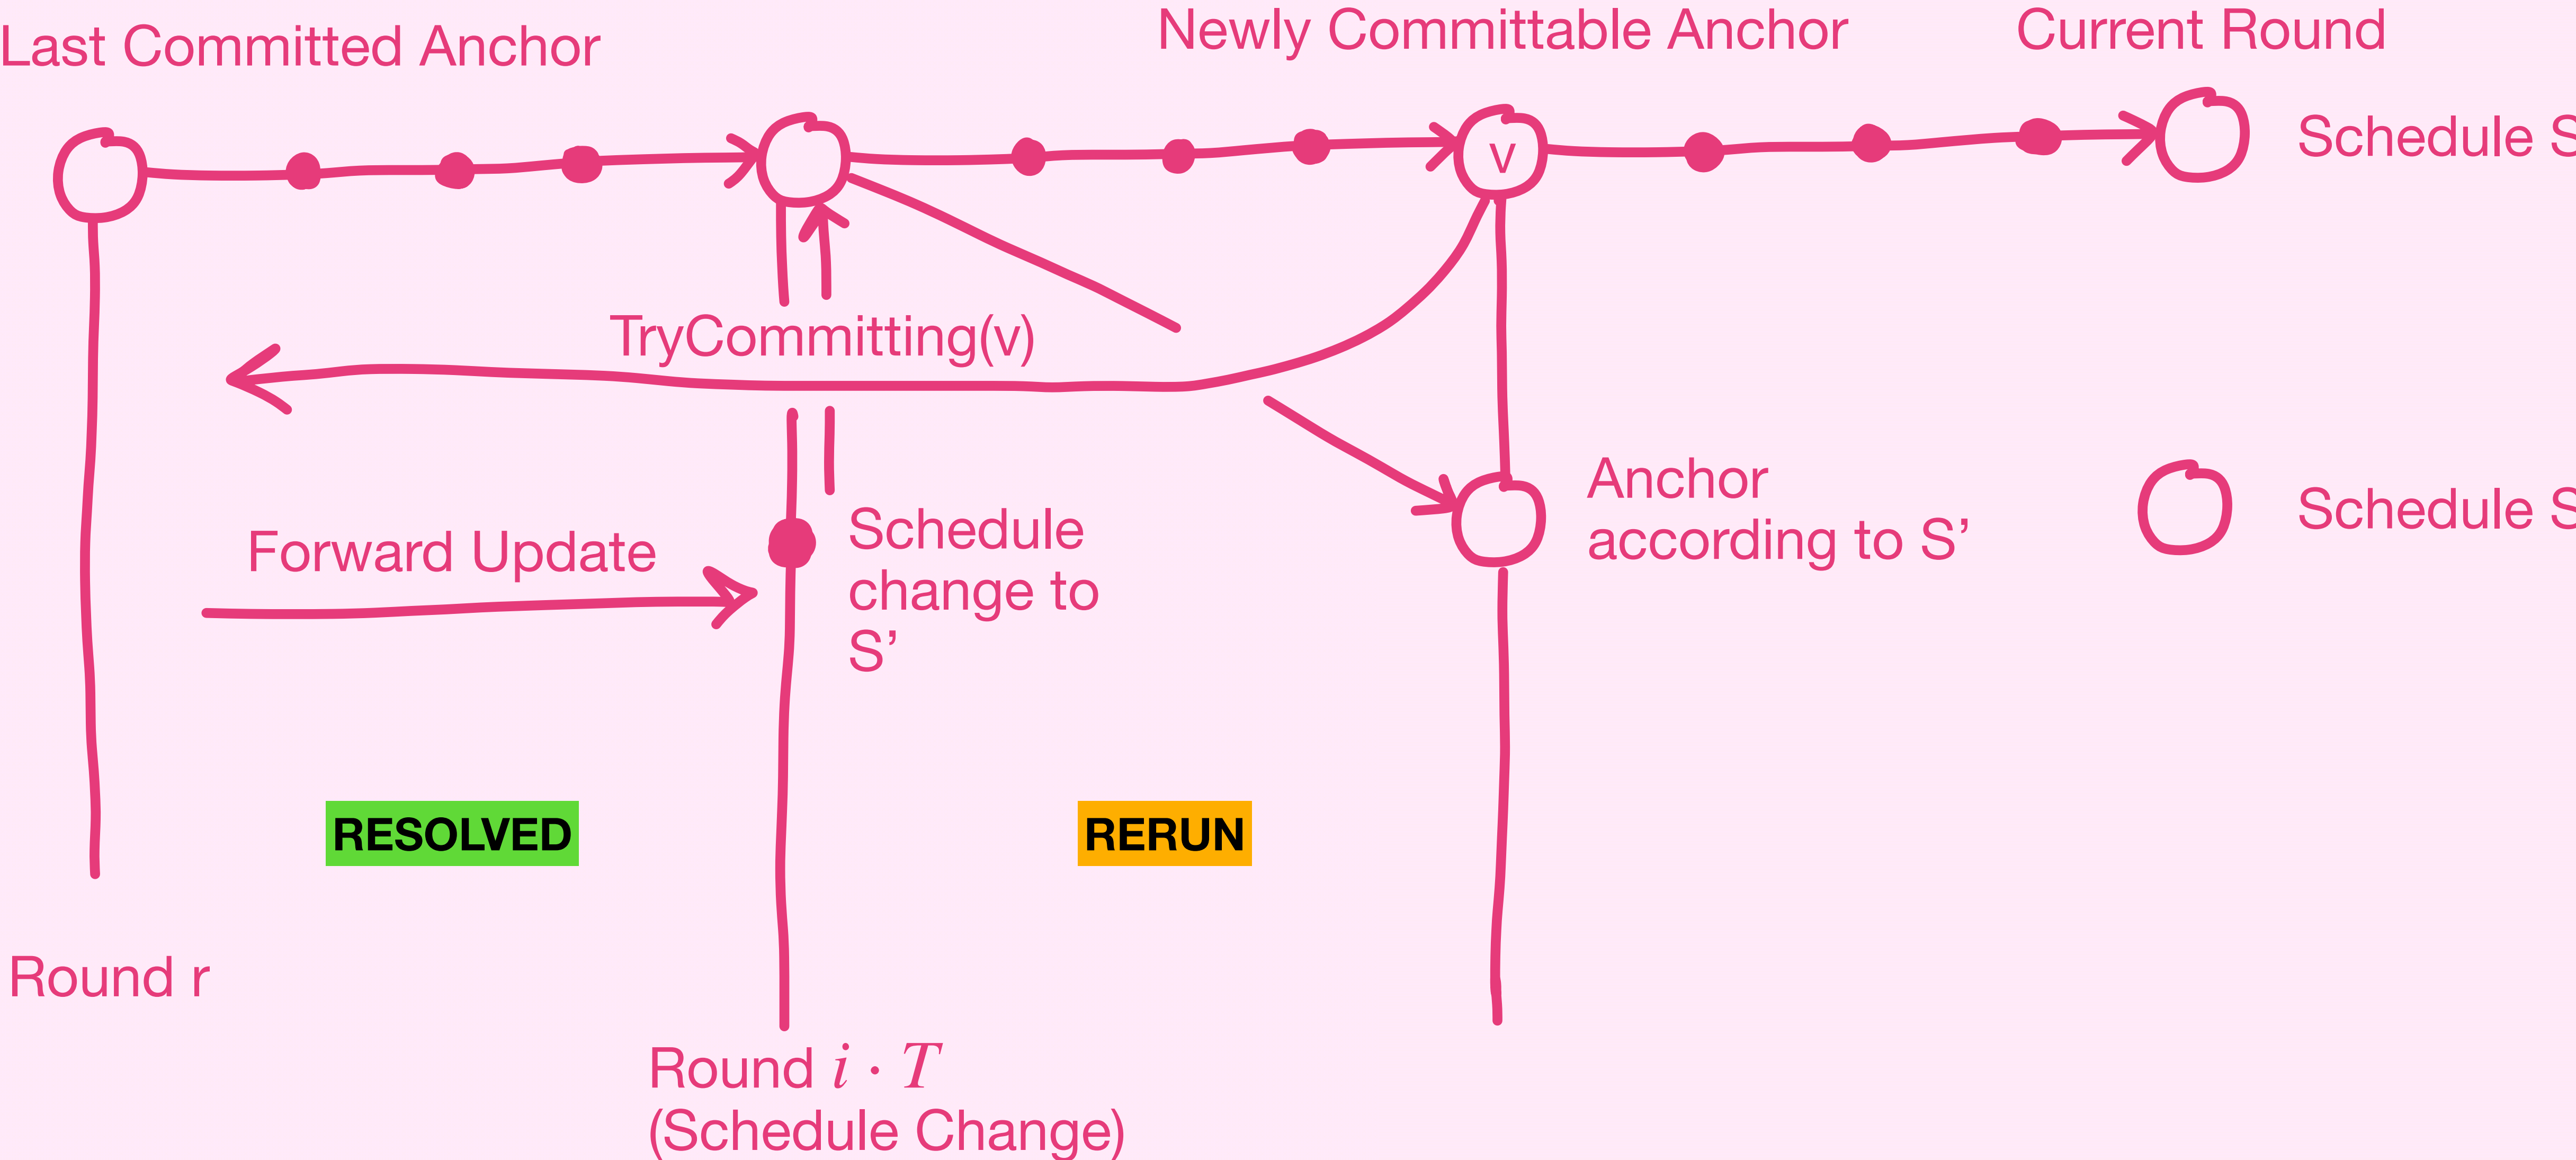 Last Committed Anchor
Newly Committable Anchor
Current Round
v
Schedule S
TryCommitting(v)
Anchor
according to S’
Schedule S
Forward Update
Schedule
change to
S’
RESOLVED
RERUN
Round r
Round i · T
(Schedule Change)